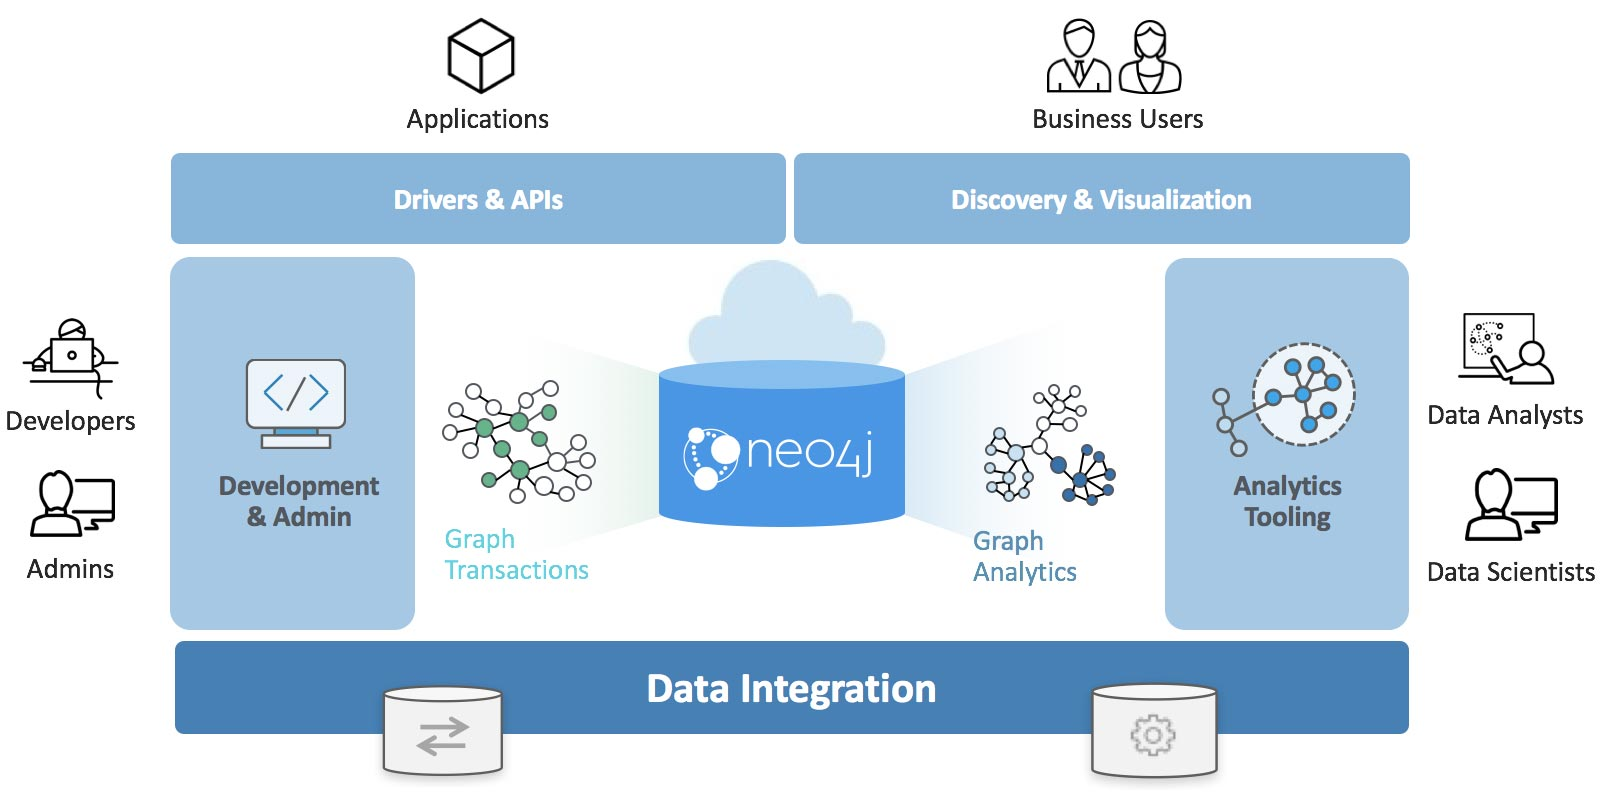 Applications
Business Users
Drivers & APIs
Discovery & Visualization
Developers
Admins
</>
Development
& Admin
Graph
Transactions
neo4j
Graph
Analytics
Analytics
Tooling
Data Analysts
Data Scientists
Data Integration